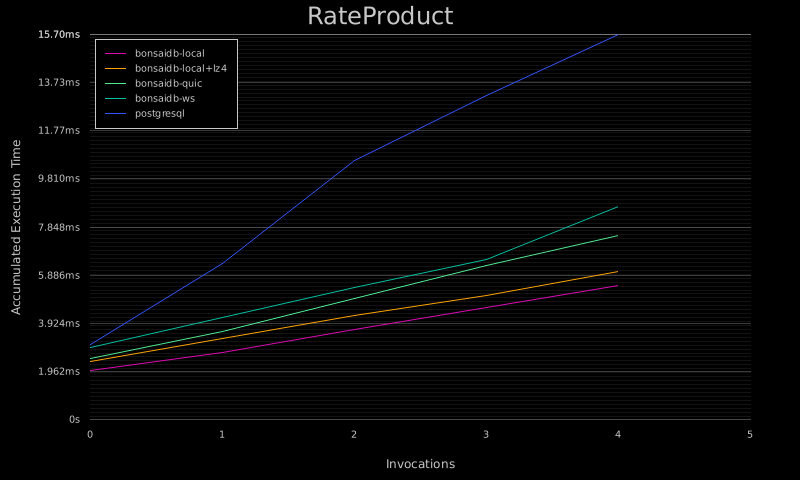 RateProduct
15.70ms
13.73ms
11.77ms
9.810ms
7.848ms
5.886ms
3.924ms
1.962ms
0s
bonsaidb-local
bonsaidb-local+lz4
bonsaidb-quic
bonsaidb-ws
postgresql
Accumulated Execution Time
0 1 2 3 4 5
Invocations